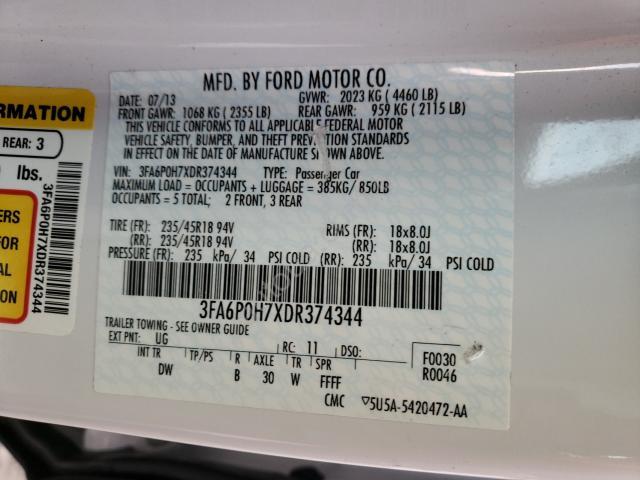 ORMATION
REAR: 3
lbs.
3FA6P0H7XDR374344
ERS
FOR
AL
N.
MFD. BY FORD MOTOR CO.
DATE: 07/13 GVWR: 2023 KG ( 4460 LB)
FRONT GAWR: 1068 KG ( 2355 LB) REAR GAWR: 959 KG ( 2115 LB)
THIS VEHICLE CONFORMS TO ALL APPLICABLE FEDERAL MOTOR
VEHICLE SAFETY, BUMPER, AND THEFT PREVENTION STANDARDS
IN EFFECT ON THE DATE OF MANUFACTURE SHOWN ABOVE.
VIN: 3FA6P0H7XDR374344 TYPE: Passenger Car
MAXIMUM LOAD = OCCUPANTS + LUGGAGE = 385KG/ 850LB
OCCUPANTS = 5 TOTAL; 2 FRONT, 3 REAR
TIRE (FR): 235/45R18 94V RIMS (FR): 18x8.0J
(RR): 235/45R18 94V (RR): 18x8.0J
PRESSURE (FR): 235 kPa/ 34 PSI COLD (RR): 235 kPa/ 34 PSI COLD
3FA6P0H7XDR374344
TRAILER TOWING - SEE OWNER GUIDE
EXT PNT: UG RC: 11 DSO: F0030
INT TR TP/PS R AXLE TR SPR R0046
DW B 30 W FFFF
CMC ▽5U5A-5420472-AA